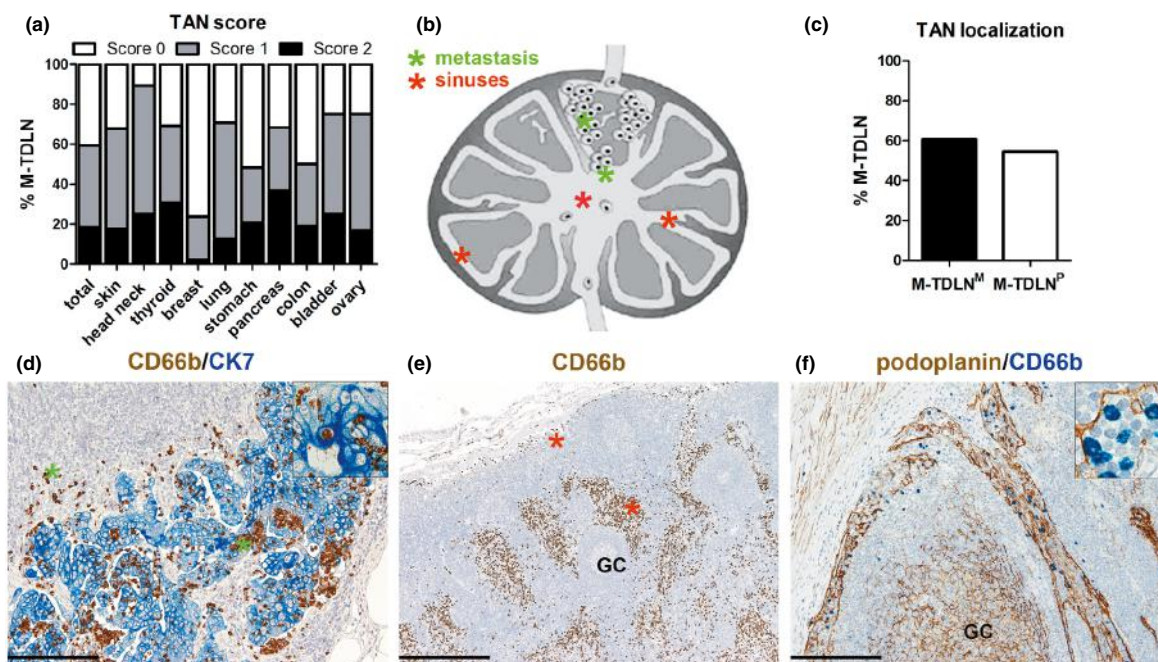 (a)
TAN score
Score 0 Score 1 Score 2
% M-TDLN
100
80
60
40
20
0
total
skin
head neck
thyroid
breast
lung
stomach
pancreas
colon
bladder
ovary
(b)
* metastasis
* sinuses
(c)
TAN localization
% M-TDLN
100
80
60
40
20
0
M-TDLNᴹ M-TDLNᴾ
(d)
CD66b/CK7
(e)
CD66b
GC
(f)
podoplanin/CD66b
GC